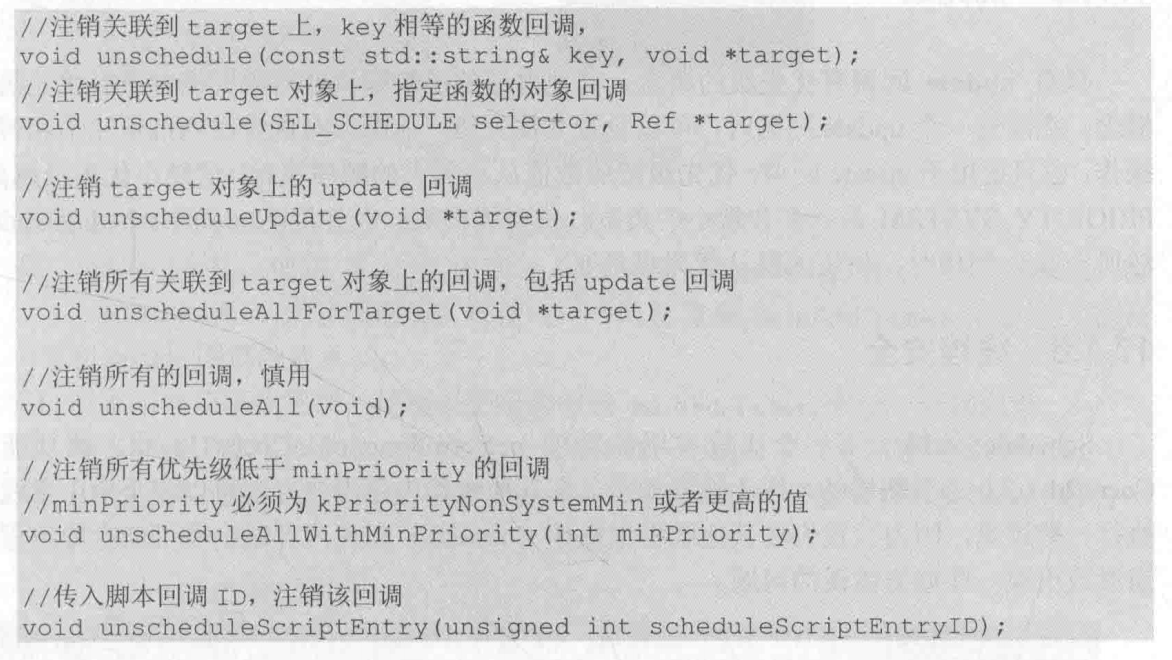 //注销关联到 target 上，key 相等的函数回调，
void unschedule(const std::string& key, void *target);
//注销关联到 target 对象上，指定函数的对象回调
void unschedule(SEL_SCHEDULE selector, Ref *target);
//注销 target 对象上的 update 回调
void unscheduleUpdate(void *target);
//注销所有关联到 target 对象上的回调，包括 update 回调
void unscheduleAllForTarget(void *target);
//注销所有的回调，慎用
void unscheduleAll(void);
//注销所有优先级低于 minPriority 的回调
//minPriority 必须为 kPriorityNonSystemMin 或者更高的值
void unscheduleAllWithMinPriority(int minPriority);
//传入脚本回调 ID，注销该回调
void unscheduleScriptEntry(unsigned int scheduleScriptEntryID);